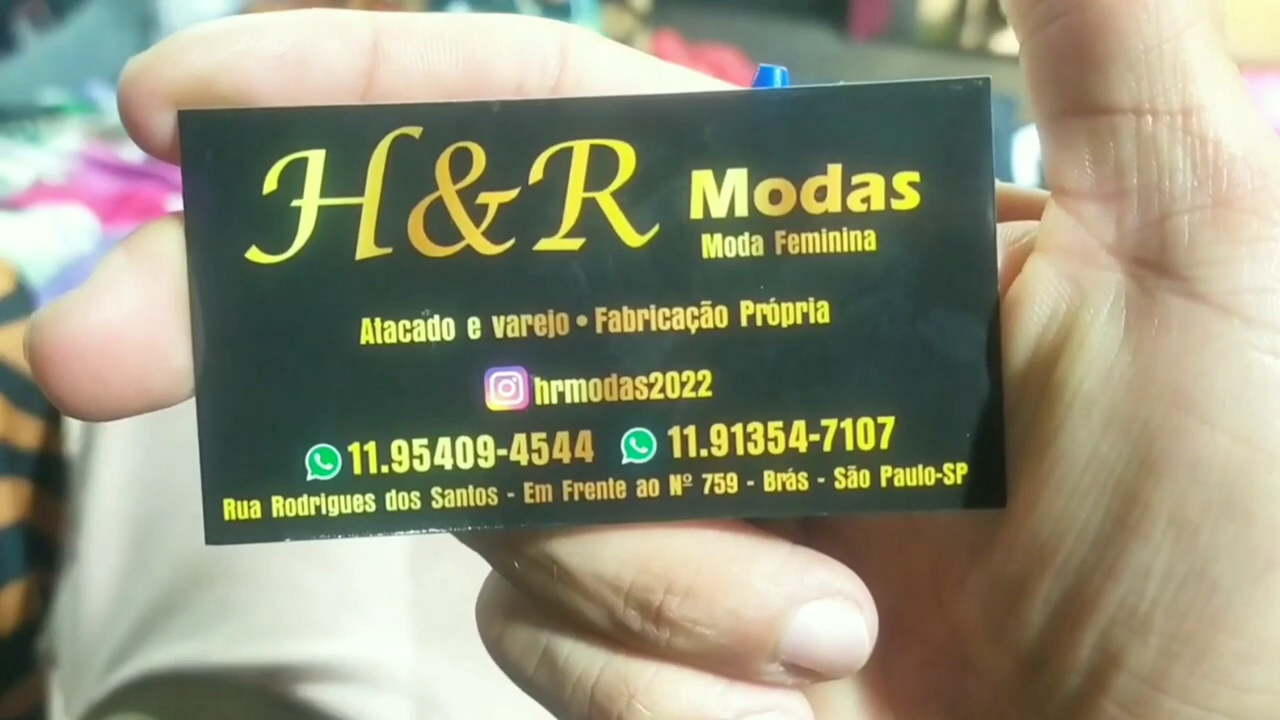 H&R Modas
Moda Feminina
Atacado e varejo • Fabricação Própria
hrmodas2022
11.95409-4544 11.91354-7107
Rua Rodrigues dos Santos - Em Frente ao Nº 759 - Brás - São Paulo-SP